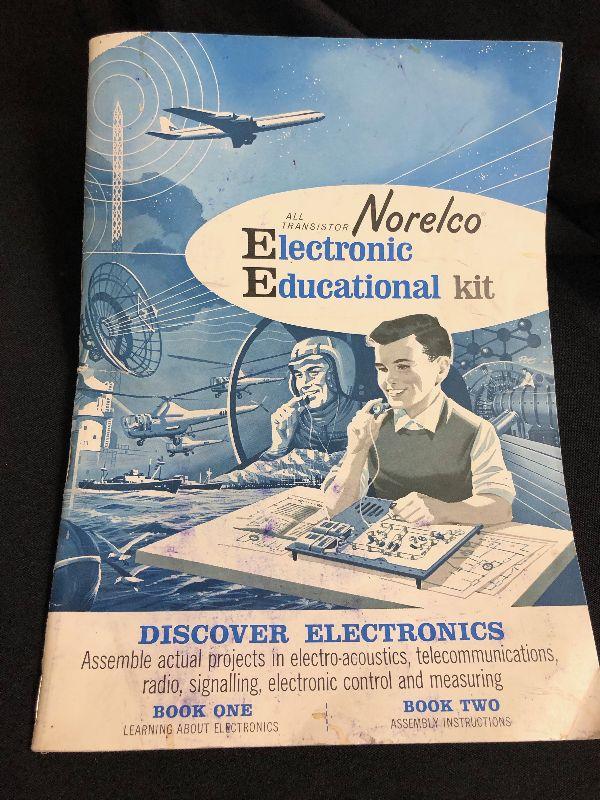 ALL
TRANSISTOR Norelco®
Electronic
Educational kit
DISCOVER ELECTRONICS
Assemble actual projects in electro-acoustics, telecommunications,
radio, signalling, electronic control and measuring
BOOK ONE
LEARNING ABOUT ELECTRONICS
BOOK TWO
ASSEMBLY INSTRUCTIONS